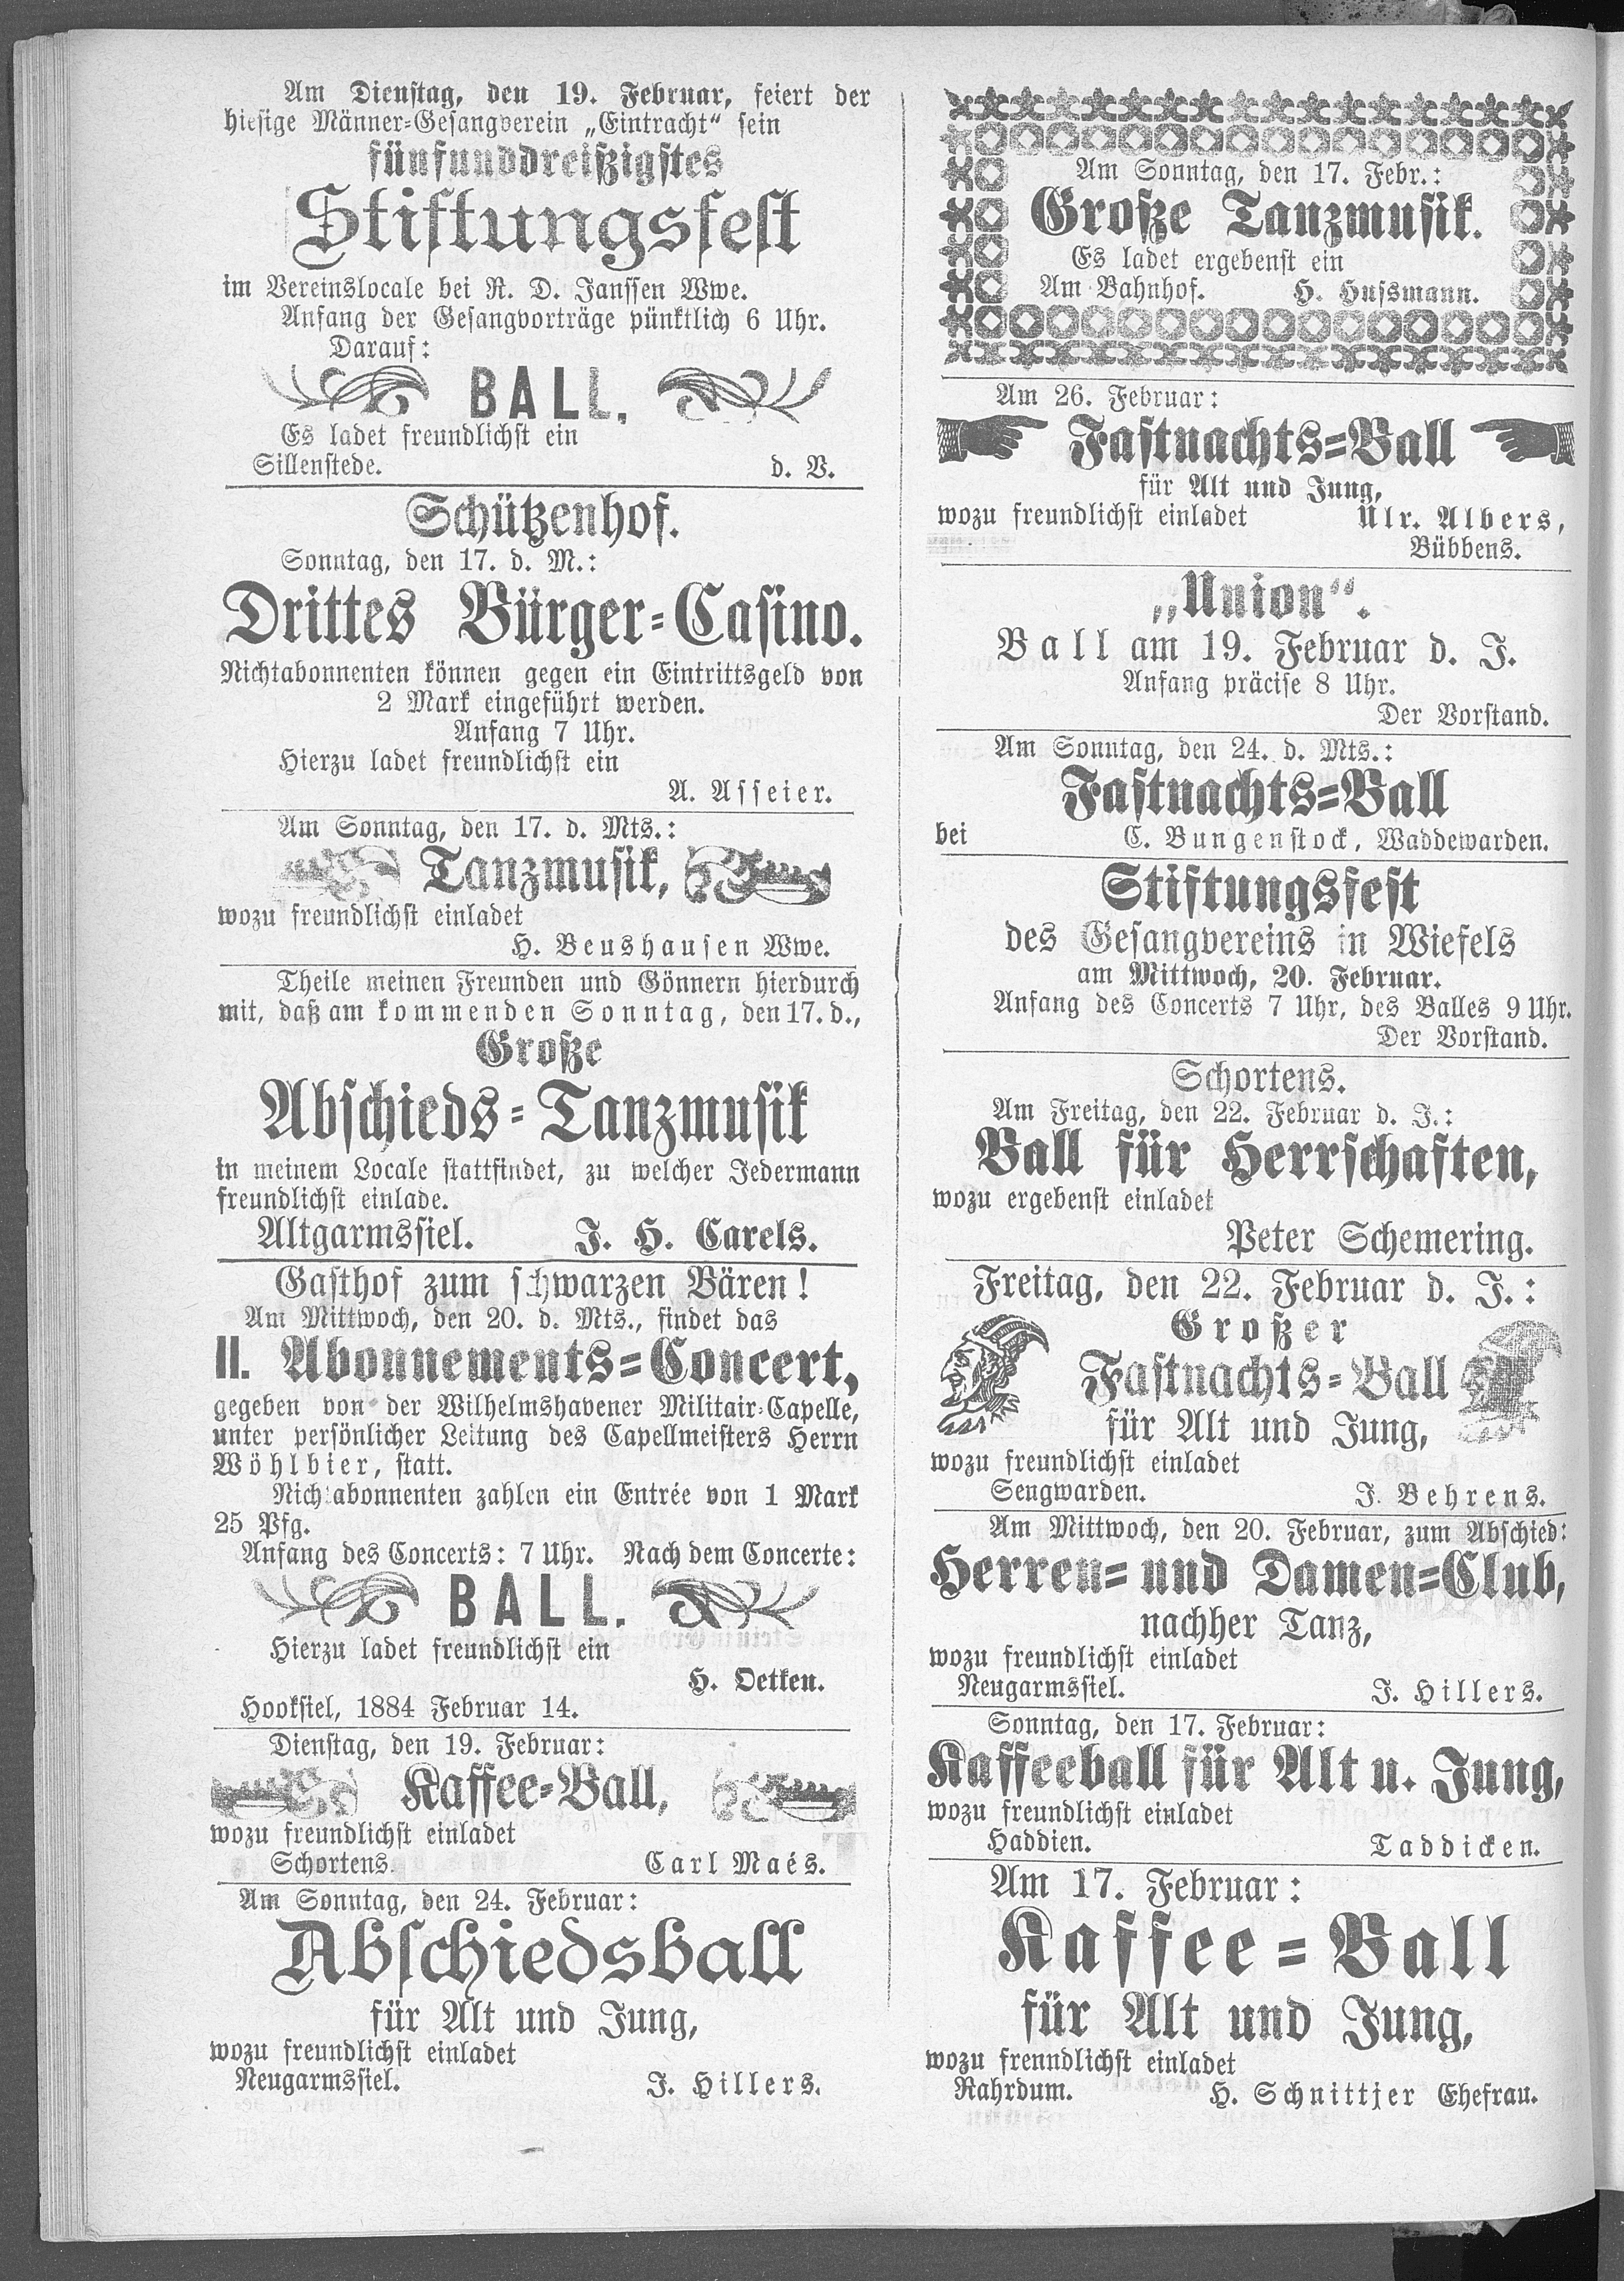 Am Dienstag, den 19. Februar, feiert der
hiesige Männer-Gesangverein „Eintracht“ sein
fünfunddreißigstes
Stiftungsfest
im Vereinslocale bei R. D. Janssen Wwe.
Anfang der Gesangvorträge pünktlich 6 Uhr.
Darauf:
BALL.
Es ladet freundlichst ein
Sillenstede. d. V.
Schützenhof.
Sonntag, den 17. d. M.:
Drittes Bürger-Casino.
Nichtabonnenten können gegen ein Eintrittsgeld von
2 Mark eingeführt werden.
Anfang 7 Uhr.
Hierzu ladet freundlichst ein
A. Asseier.
Am Sonntag, den 17. d. Mts.:
Tanzmusik,
wozu freundlichst einladet
H. Beushausen Wwe.
Theile meinen Freunden und Gönnern hierdurch
mit, daß am kommenden Sonntag, den 17. d.,
Große
Abschieds-Tanzmusik
in meinem Locale stattfindet, zu welcher Jedermann
freundlichst einlade.
Altgarmssiel. J. H. Carels.
Gasthof zum schwarzen Bären!
Am Mittwoch, den 20. d. Mts., findet das
II. Abonnements-Concert,
gegeben von der Wilhelmshavener Militair-Capelle,
unter persönlicher Leitung des Capellmeisters Herrn
Wöhlbier, statt.
Nichtabonnenten zahlen ein Entrée von 1 Mark
25 Pfg.
Anfang des Concerts: 7 Uhr. Nach dem Concerte:
BALL.
Hierzu ladet freundlichst ein
H. Oetken.
Hooksiel, 1884 Februar 14.
Dienstag, den 19. Februar:
Kaffee-Ball,
wozu freundlichst einladet
Schortens. Carl Maës.
Am Sonntag, den 24. Februar:
Abschiedsball
für Alt und Jung,
wozu freundlichst einladet
Neugarmssiel. J. Hillers.
Am Sonntag, den 17. Febr.:
Große Tanzmusik.
Es ladet ergebenst ein
Am Bahnhof. H. Hussmann.
Am 26. Februar:
Fastnachts-Ball
für Alt und Jung,
wozu freundlichst einladet Ulr. Albers,
Bübbens.
„Union“.
Ball am 19. Februar d. J.
Anfang präcise 8 Uhr.
Der Vorstand.
Am Sonntag, den 24. d. Mts.:
Fastnachts-Ball
bei C. Bungenstock, Waddewarden.
Stiftungsfest
des Gesangvereins in Wiefels
am Mittwoch, 20. Februar.
Anfang des Concerts 7 Uhr, des Balles 9 Uhr.
Der Vorstand.
Schortens.
Am Freitag, den 22. Februar d. J.:
Ball für Herrschaften,
wozu ergebenst einladet
Peter Schemering.
Freitag, den 22. Februar d. J.:
Großer
Fastnachts-Ball
für Alt und Jung,
wozu freundlichst einladet
Sengwarden. J. Behrens.
Am Mittwoch, den 20. Februar, zum Abschied:
Herren- und Damen-Club,
nachher Tanz,
wozu freundlichst einladet
Neugarmssiel. J. Hillers.
Sonntag, den 17. Februar:
Kaffeeball für Alt u. Jung,
wozu freundlichst einladet
Haddien. Taddicken.
Am 17. Februar:
Kaffee-Ball
für Alt und Jung,
wozu frenndlichst einladet
Rahrdum. H. Schnittjer Ehefrau.